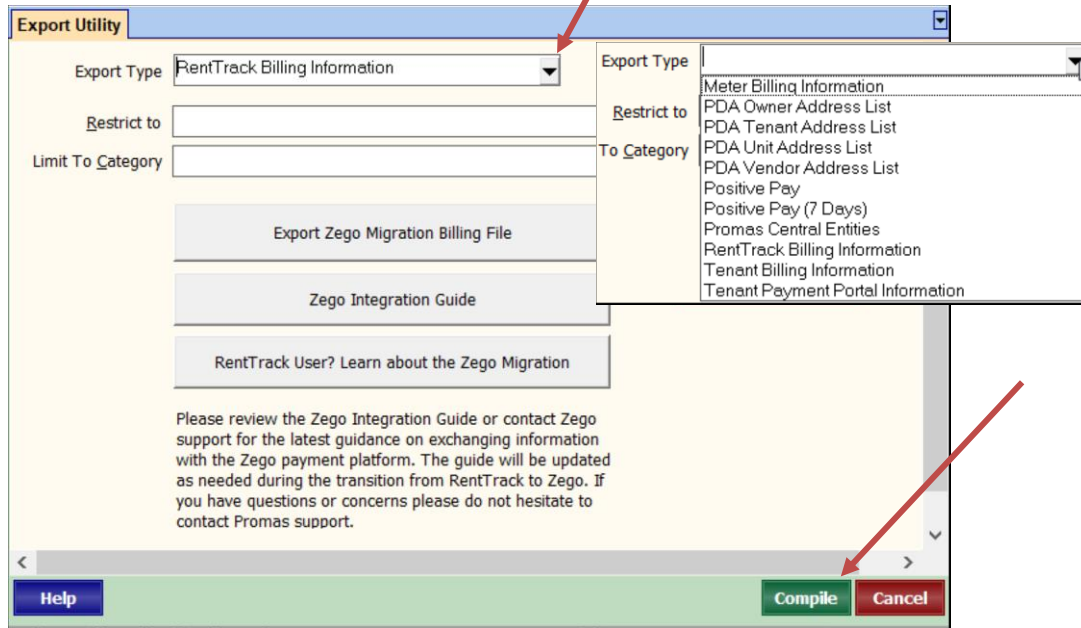 Export Utility
Export Type RentTrack Billing Information
Restrict to
Limit To Category
Export Zego Migration Billing File
Zego Integration Guide
RentTrack User? Learn about the Zego Migration
Please review the Zego Integration Guide or contact Zego
support for the latest guidance on exchanging information
with the Zego payment platform. The guide will be updated
as needed during the transition from RentTrack to Zego. If
you have questions or concerns please do not hesitate to
contact Promas support.
Help
Compile
Cancel
Export Type
Restrict to
To Category
Meter Billing Information
PDA Owner Address List
PDA Tenant Address List
PDA Unit Address List
PDA Vendor Address List
Positive Pay
Positive Pay (7 Days)
Promas Central Entities
RentTrack Billing Information
Tenant Billing Information
Tenant Payment Portal Information